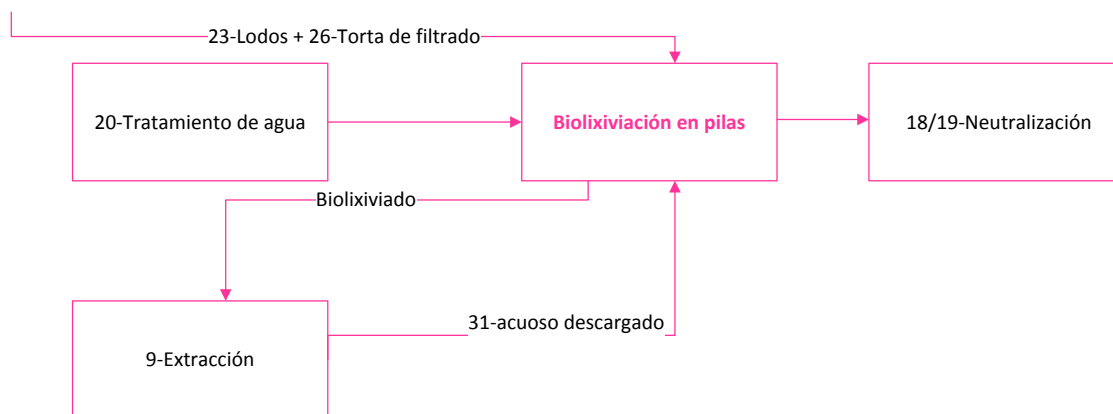 23-Lodos + 26-Torta de filtrado
20-Tratamiento de agua
Biolixiviación en pilas
18/19-Neutralización
Biolixiviado
31-acuoso descargado
9-Extracción